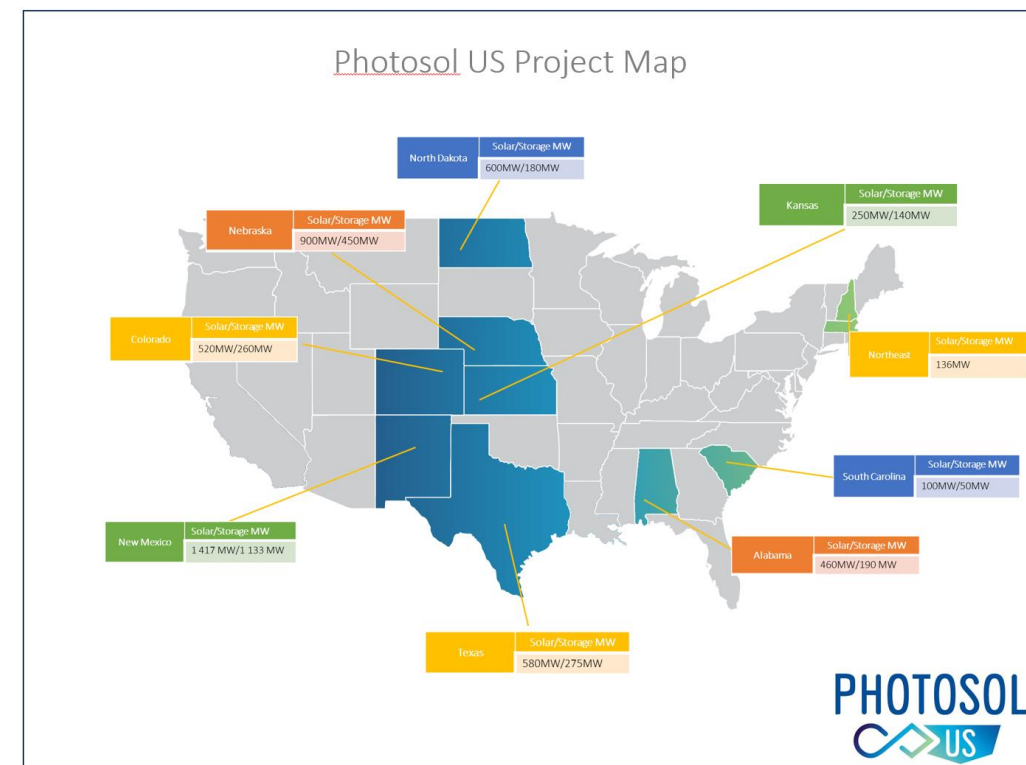 Photosol US Project Map
North Dakota
Solar/Storage MW
600MW/180MW
Kansas
Solar/Storage MW
250MW/140MW
Nebraska
Solar/Storage MW
900MW/450MW
Colorado
Solar/Storage MW
520MW/260MW
Northeast
Solar/Storage MW
136MW
South Carolina
Solar/Storage MW
100MW/50MW
New Mexico
Solar/Storage MW
1 417 MW/1 133 MW
Alabama
Solar/Storage MW
460MW/190 MW
Texas
Solar/Storage MW
580MW/275MW
PHOTOSOL
US